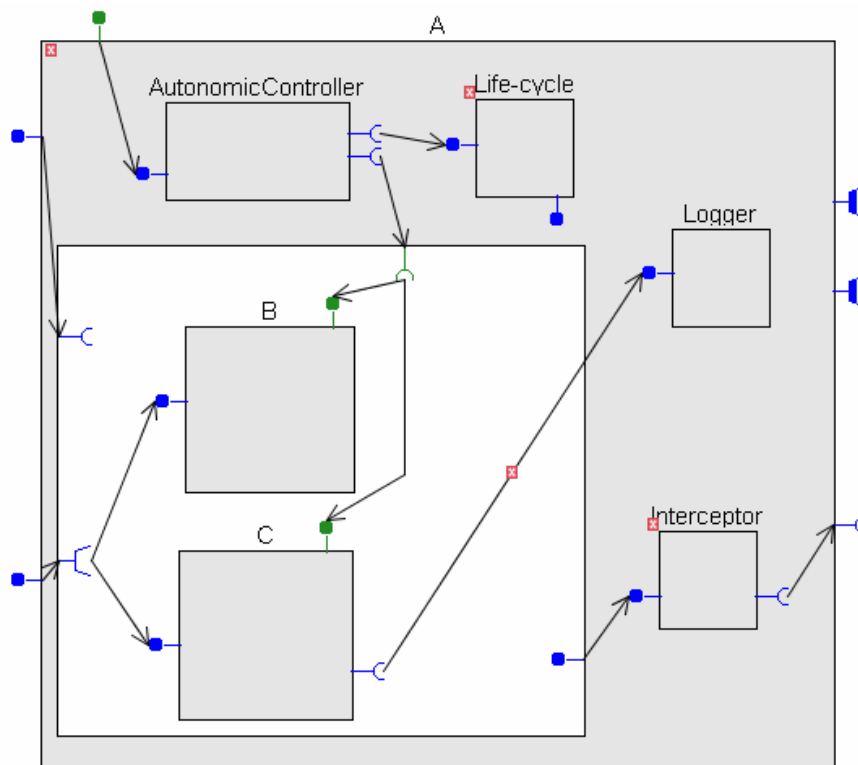 A
AutonomicController
Life-cycle
Logger
B
C
Interceptor